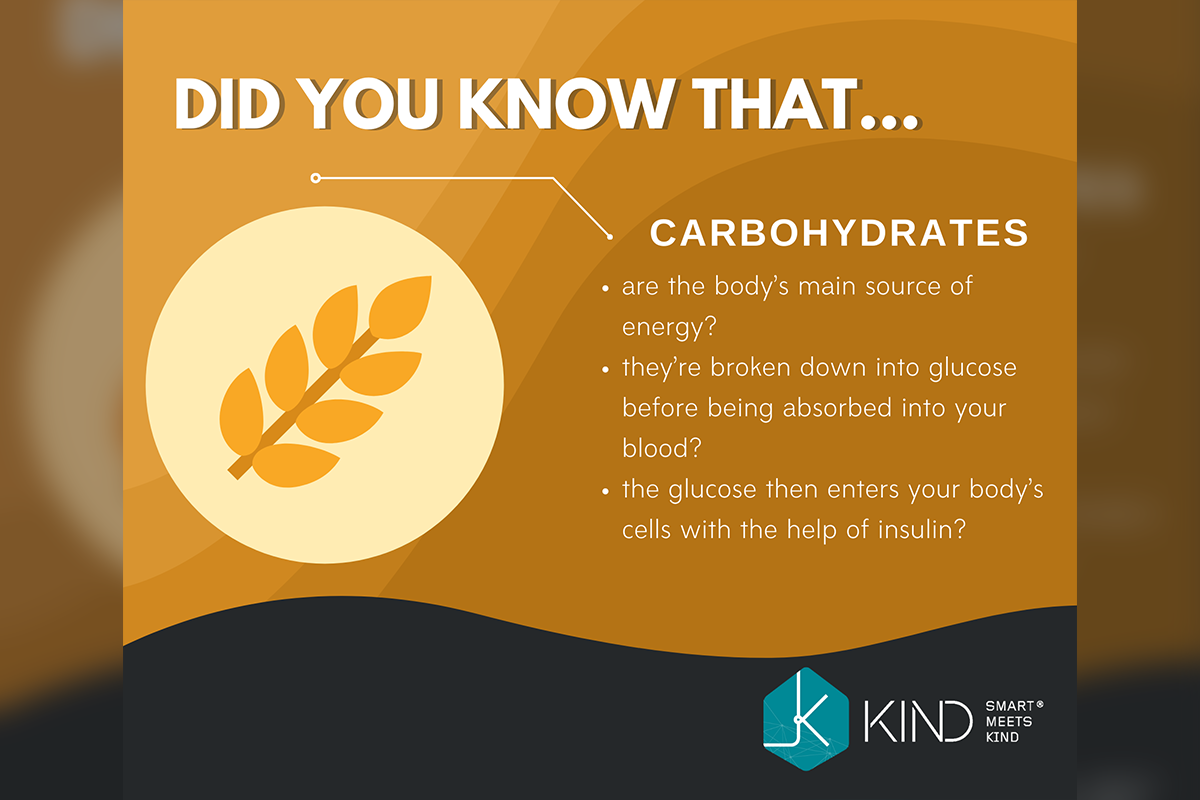 DID YOU KNOW THAT...
CARBOHYDRATES
• are the body's main source of
energy?
• they're broken down into glucose
before being absorbed into your
blood?
• the glucose then enters your body's
cells with the help of insulin?
K KIND SMART®
MEETS
KIND